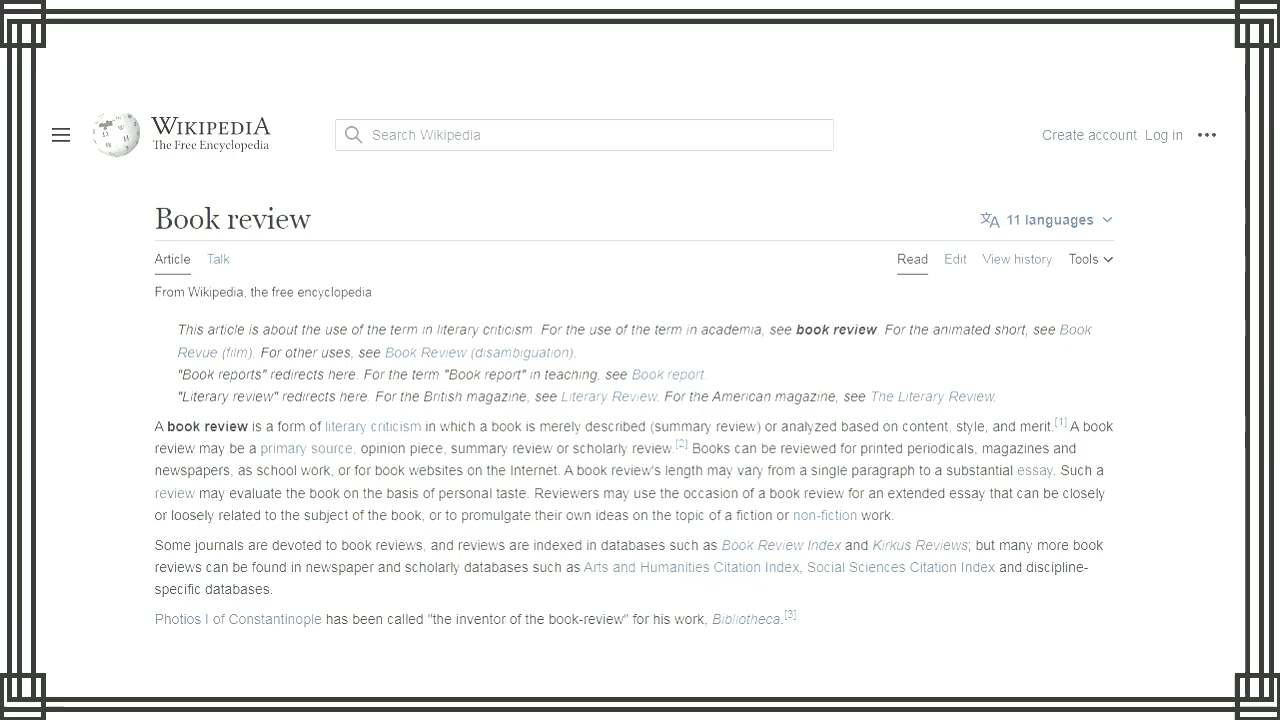 WIKIPEDIA
The Free Encyclopedia
Search Wikipedia
Create account Log in
Book review
11 languages
Article Talk
Read Edit View history Tools
From Wikipedia, the free encyclopedia
This article is about the use of the term in literary criticism. For the use of the term in academia, see book review. For the animated short, see Book
Revue (film). For other uses, see Book Review (disambiguation).
"Book reports" redirects here. For the term "Book report" in teaching, see Book report.
"Literary review" redirects here. For the British magazine, see Literary Review. For the American magazine, see The Literary Review.
A book review is a form of literary criticism in which a book is merely described (summary review) or analyzed based on content, style, and merit.[1] A book
review may be a primary source, opinion piece, summary review or scholarly review.[2] Books can be reviewed for printed periodicals, magazines and
newspapers, as school work, or for book websites on the Internet. A book review's length may vary from a single paragraph to a substantial essay. Such a
review may evaluate the book on the basis of personal taste. Reviewers may use the occasion of a book review for an extended essay that can be closely
or loosely related to the subject of the book, or to promulgate their own ideas on the topic of a fiction or non-fiction work.
Some journals are devoted to book reviews, and reviews are indexed in databases such as Book Review Index and Kirkus Reviews; but many more book
reviews can be found in newspaper and scholarly databases such as Arts and Humanities Citation Index, Social Sciences Citation Index and discipline-
specific databases.
Photios I of Constantinople has been called "the inventor of the book-review" for his work, Bibliotheca.[3]